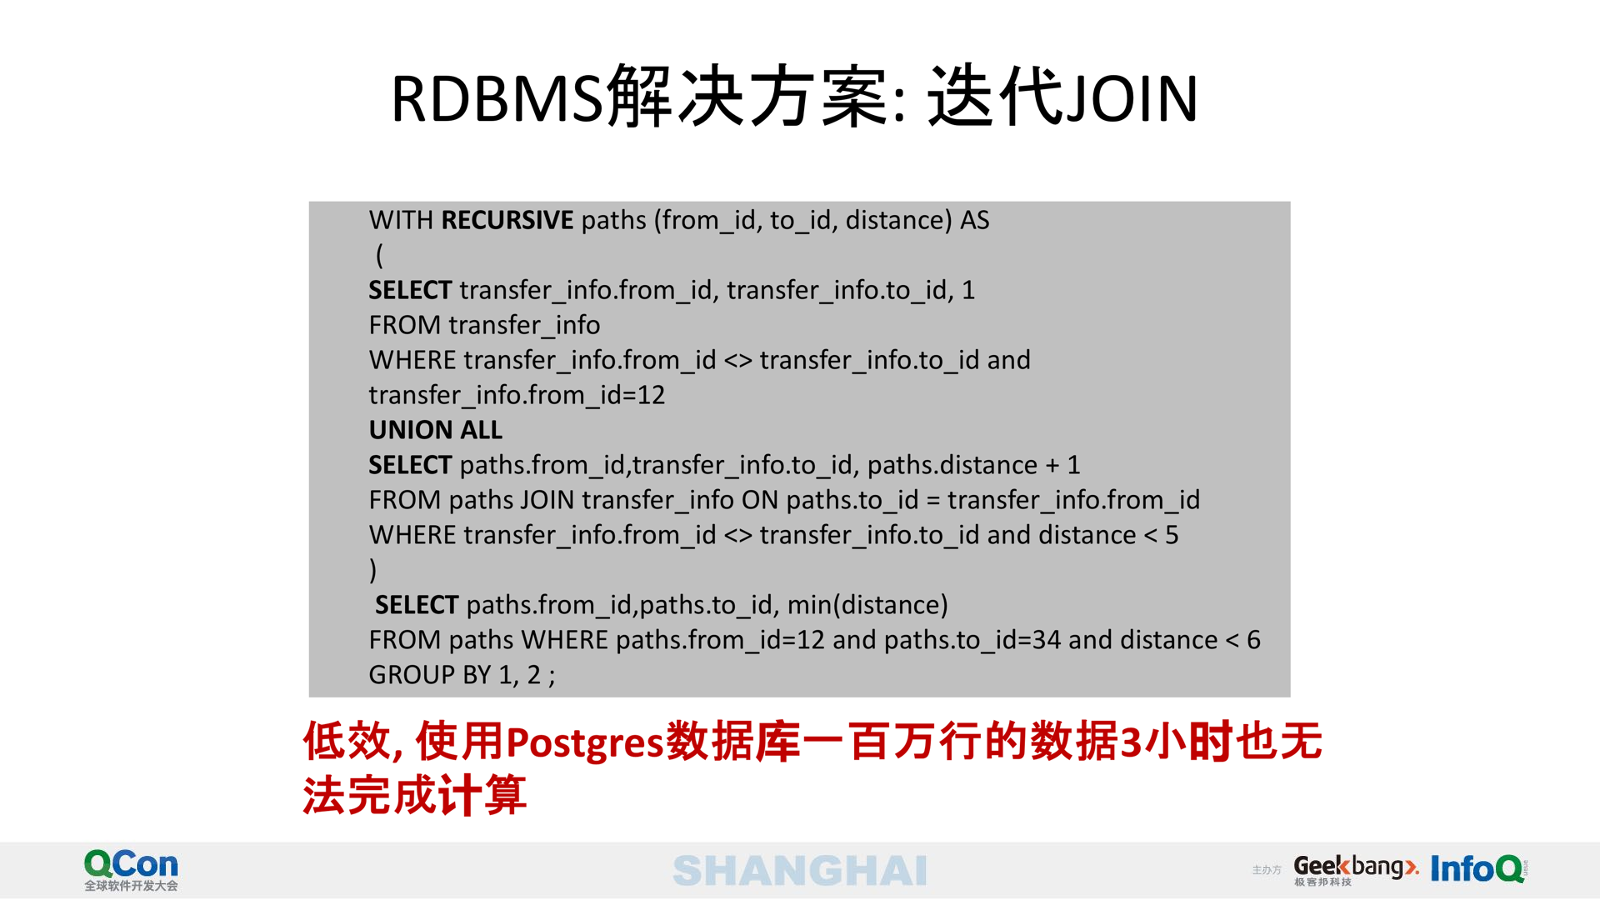 RDBMS解决方案: 迭代JOIN
WITH RECURSIVE paths (from_id, to_id, distance) AS
(
SELECT transfer_info.from_id, transfer_info.to_id, 1
FROM transfer_info
WHERE transfer_info.from_id <> transfer_info.to_id and
transfer_info.from_id=12
UNION ALL
SELECT paths.from_id,transfer_info.to_id, paths.distance + 1
FROM paths JOIN transfer_info ON paths.to_id = transfer_info.from_id
WHERE transfer_info.from_id <> transfer_info.to_id and distance < 5
)
SELECT paths.from_id,paths.to_id, min(distance)
FROM paths WHERE paths.from_id=12 and paths.to_id=34 and distance < 6
GROUP BY 1, 2 ;
低效, 使用Postgres数据库一百万行的数据3小时也无
法完成计算
QCon
全球软件开发大会
SHANGHAI
主办方
Geekbang>.
极客邦科技
InfoQ